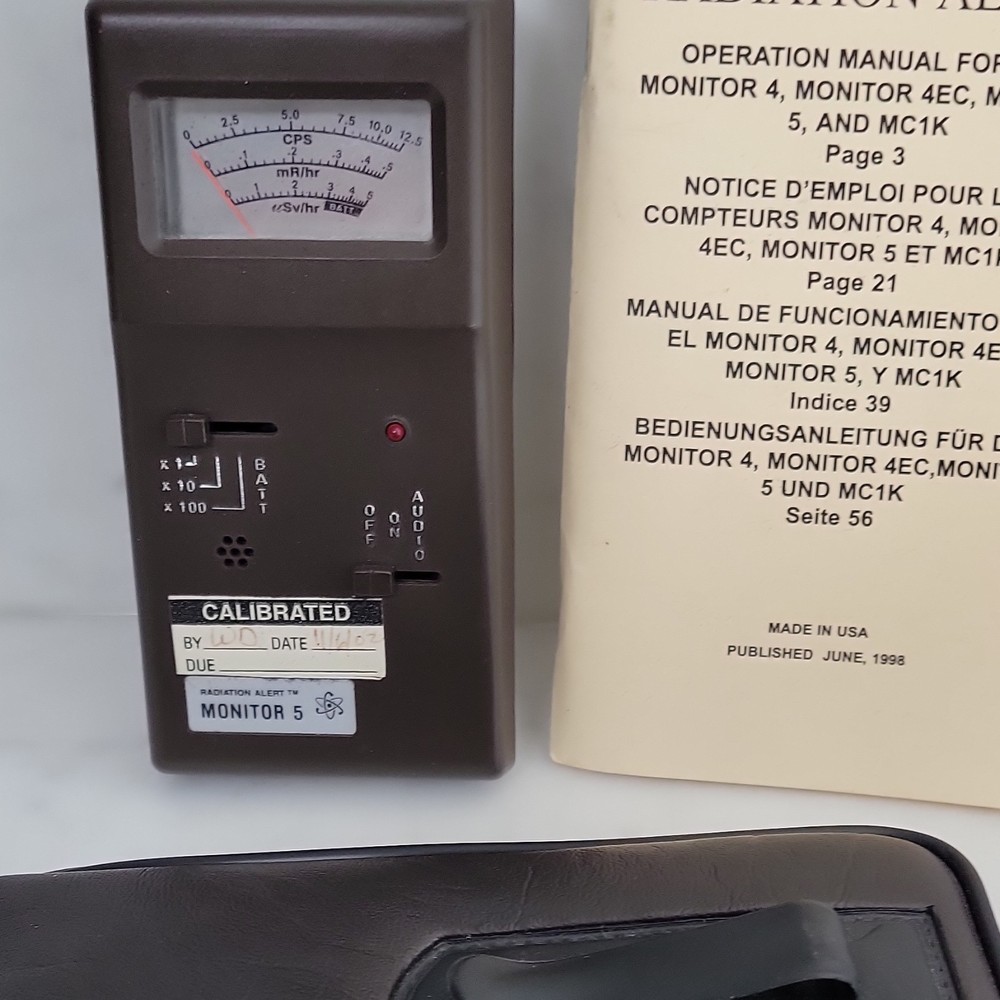 0 2.5 5.0 7.5 10.0 12.5
CPS
0 .1 .2 .3 .4 .5
mR/hr
0 1 2 3 4 5
µSv/hr BATT
x 1
x 10
x 100
BATT
OFF ON AUDIO
CALIBRATED
BY WD DATE
DUE
RADIATION ALERT™
MONITOR 5
RADIATION
OPERATION MANUAL FOR
MONITOR 4, MONITOR 4EC,
5, AND MC1K
Page 3
NOTICE D'EMPLOI POUR
COMPTEURS MONITOR 4,
4EC, MONITOR 5 ET
Page 21
MANUAL DE FUNCIONAMIENTO
EL MONITOR 4, MONITOR
MONITOR 5, Y MC1K
Indice 39
BEDIENUNGSANLEITUNG FÜR
MONITOR 4, MONITOR 4EC,
5 UND MC1K
Seite 56
MADE IN USA
PUBLISHED JUNE, 1998